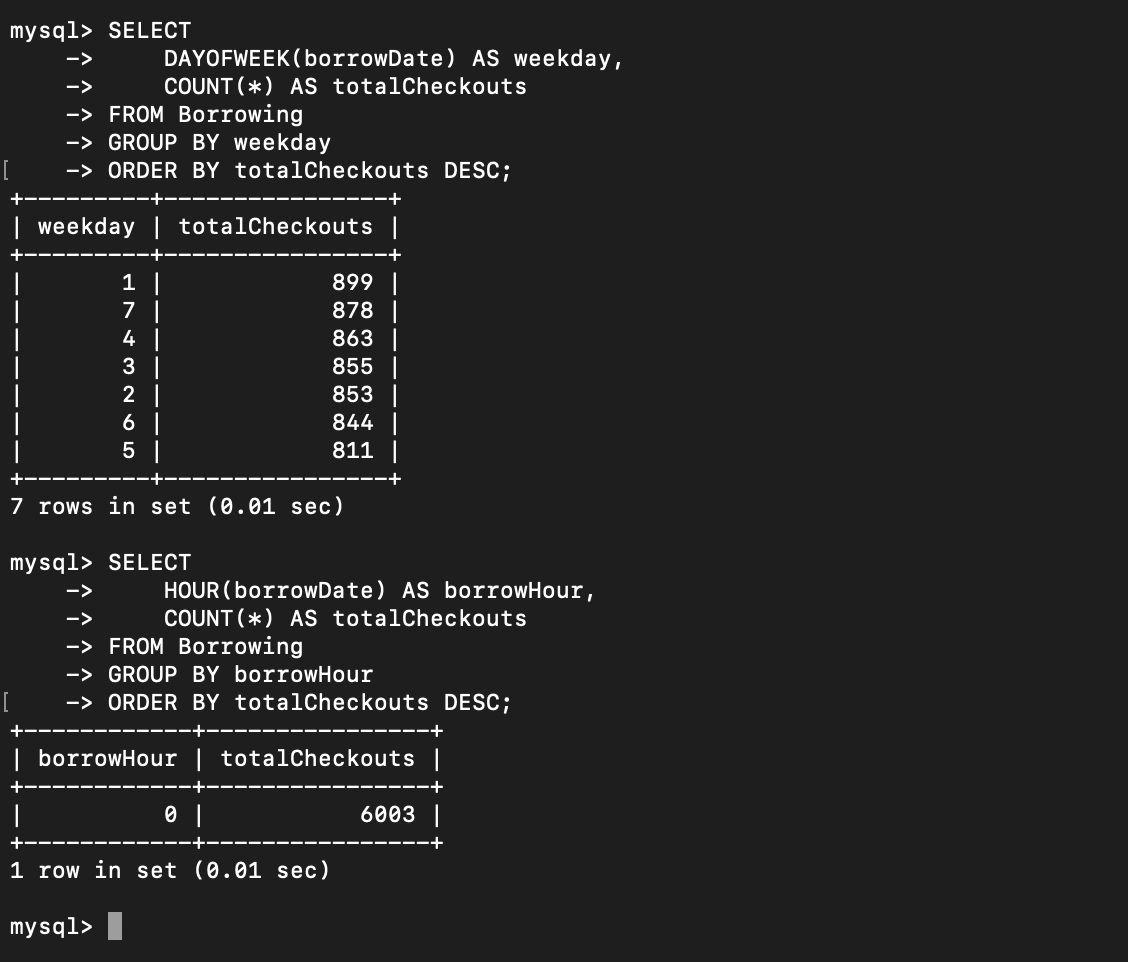 mysql> SELECT
    ->     DAYOFWEEK(borrowDate) AS weekday,
    ->     COUNT(*) AS totalCheckouts
    -> FROM Borrowing
    -> GROUP BY weekday
[    -> ORDER BY totalCheckouts DESC;
+---------+----------------+
| weekday | totalCheckouts |
+---------+----------------+
|       1 |            899 |
|       7 |            878 |
|       4 |            863 |
|       3 |            855 |
|       2 |            853 |
|       6 |            844 |
|       5 |            811 |
+---------+----------------+
7 rows in set (0.01 sec)

mysql> SELECT
    ->     HOUR(borrowDate) AS borrowHour,
    ->     COUNT(*) AS totalCheckouts
    -> FROM Borrowing
    -> GROUP BY borrowHour
[    -> ORDER BY totalCheckouts DESC;
+------------+----------------+
| borrowHour | totalCheckouts |
+------------+----------------+
|          0 |           6003 |
+------------+----------------+
1 row in set (0.01 sec)

mysql>